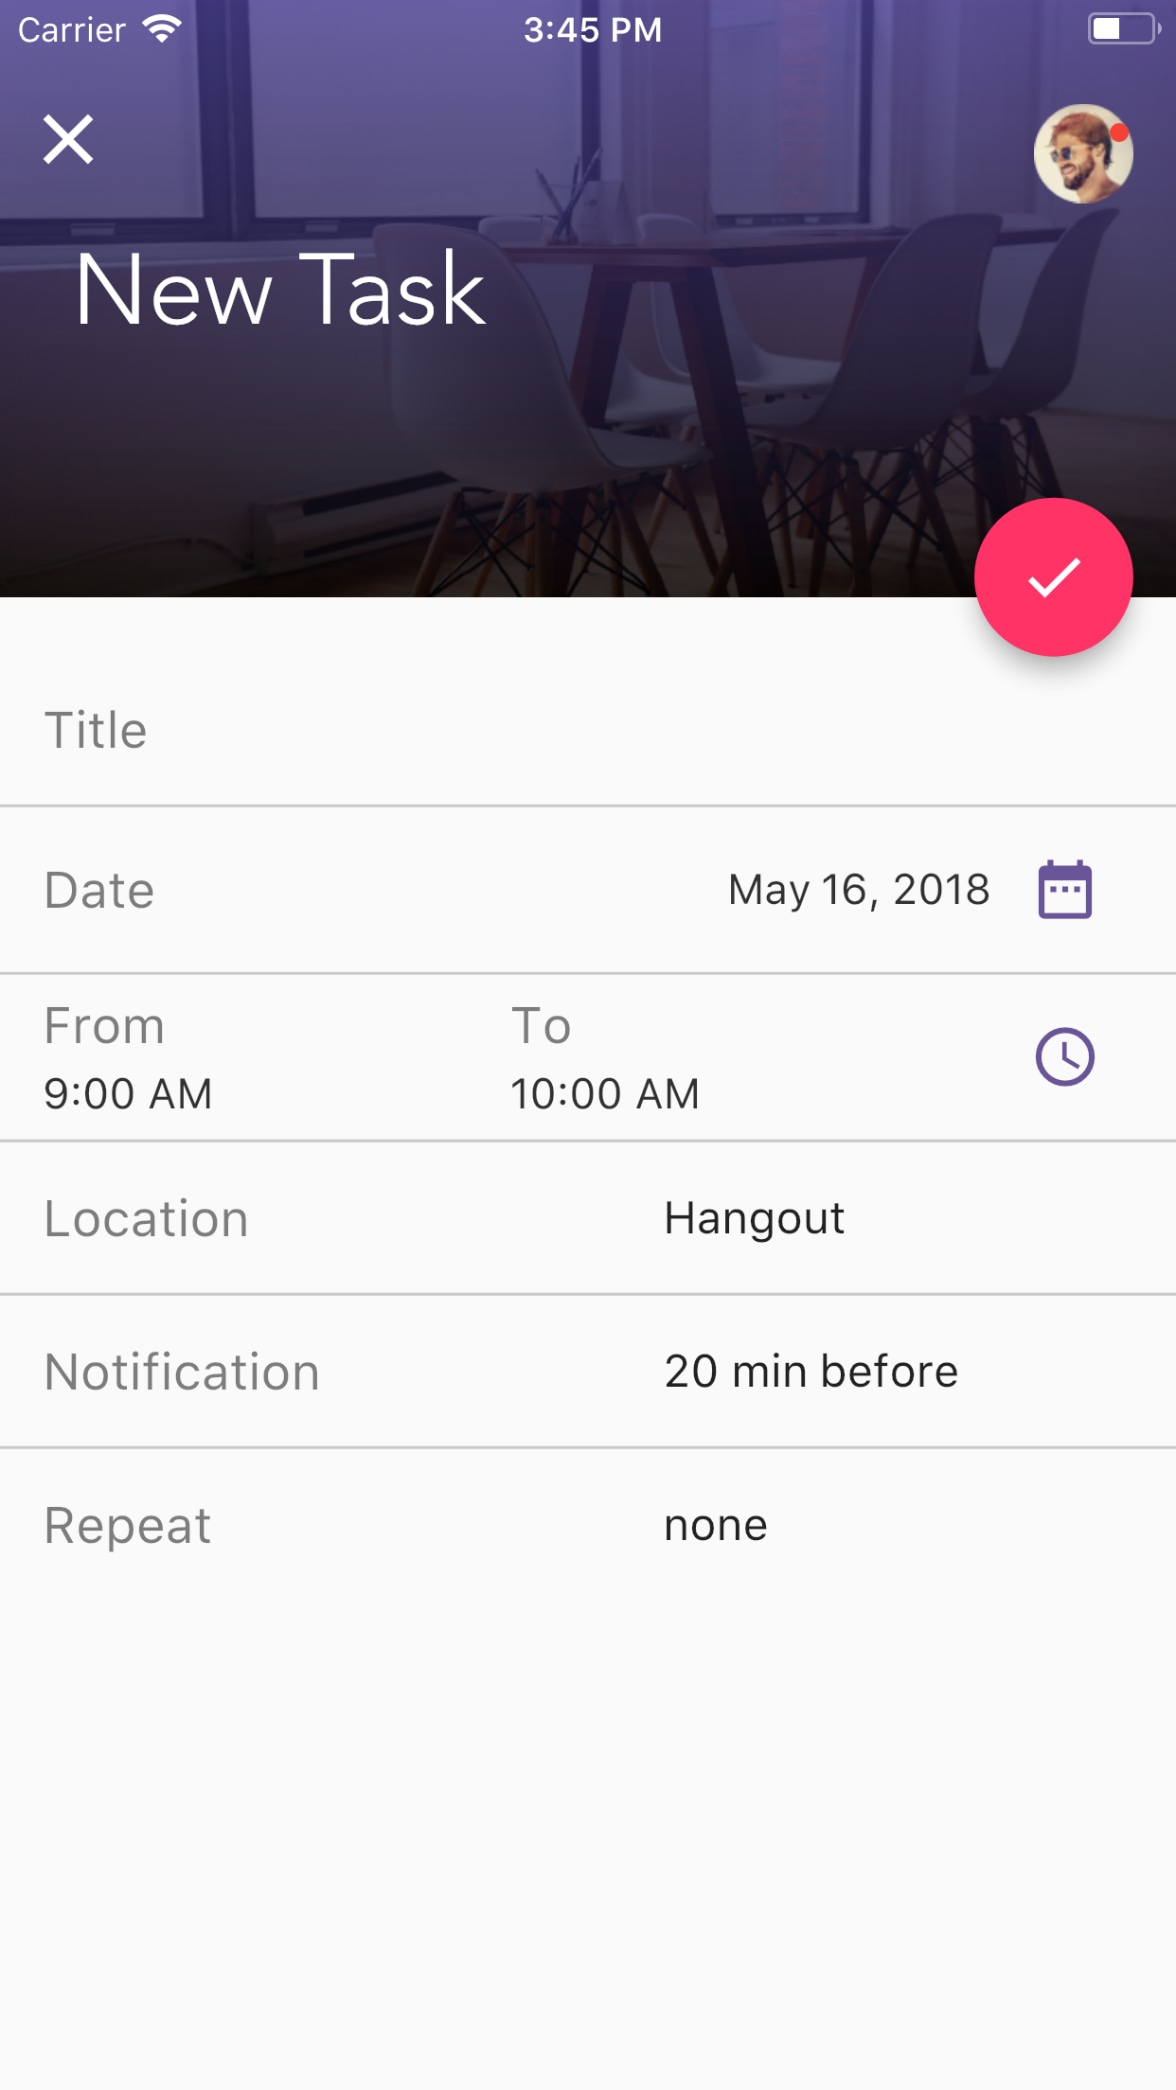 Carrier 3:45 PM
New Task
Title
Date May 16, 2018
From To
9:00 AM 10:00 AM
Location Hangout
Notification 20 min before
Repeat none